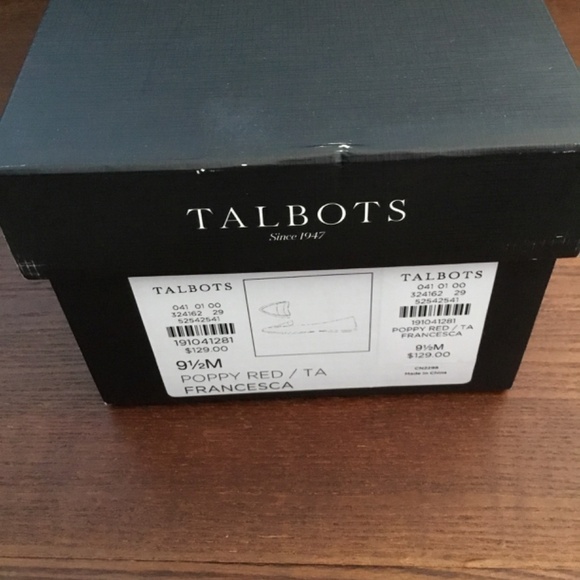 TALBOTS
Since 1947
TALBOTS
041 01 00
324162 29
52542541
191041281
$129.00
9½M
POPPY RED / TA
FRANCESCA
TALBOTS
041 01 00
324162 29
52542541
191041281
POPPY RED / TA
FRANCESCA
9½M
$129.00
Made in China